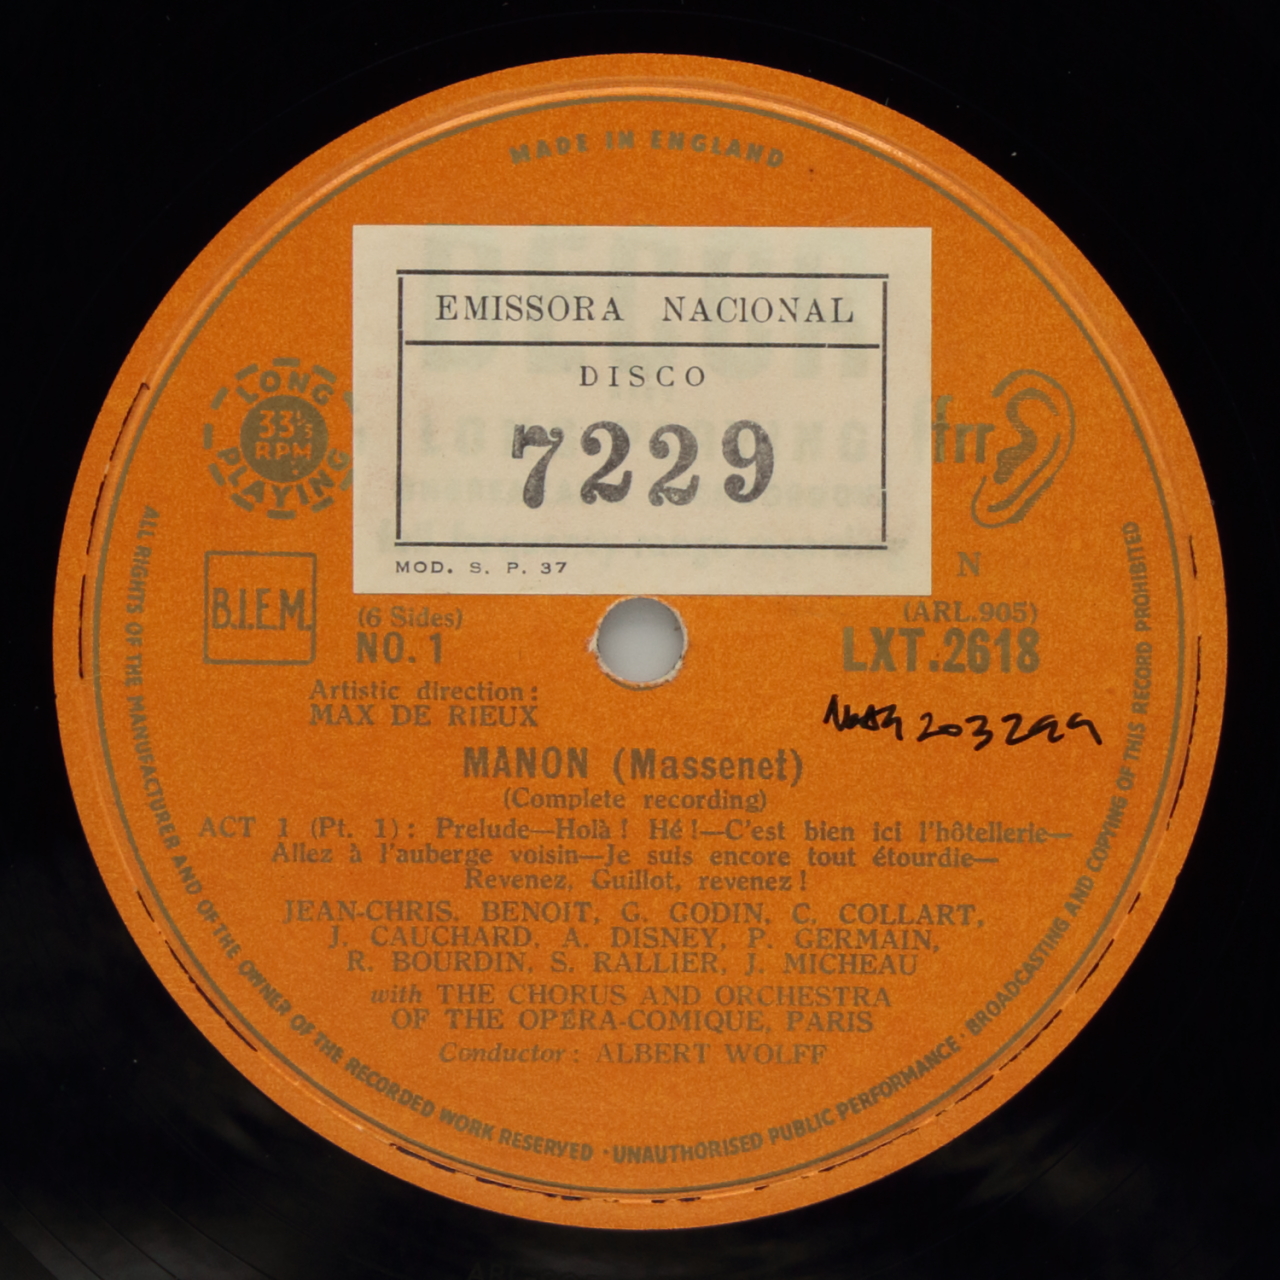 MADE IN ENGLAND
EMISSORA NACIONAL
DISCO
7229
MOD. S. P. 37
LONG
33⅓
RPM
PLAYING
ffrr
B.I.E.M.
N
(6 Sides)
NO. 1
(ARL.905)
LXT.2618
Artistic direction:
MAX DE RIEUX
203299
MANON (Massenet)
(Complete recording)
ACT 1 (Pt. 1): Prelude—Holà! Hé!—C'est bien ici l'hôtellerie—
Allez à l'auberge voisin—Je suis encore tout étourdie—
Revenez, Guillot, revenez!
JEAN-CHRIS. BENOIT, G. GODIN, C. COLLART,
J. CAUCHARD, A. DISNEY, P. GERMAIN,
R. BOURDIN, S. RALLIER, J. MICHEAU
with THE CHORUS AND ORCHESTRA
OF THE OPÉRA-COMIQUE, PARIS
Conductor: ALBERT WOLFF
ALL RIGHTS OF THE MANUFACTURER AND OF THE OWNER OF THE RECORDED WORK RESERVED · UNAUTHORISED PUBLIC PERFORMANCE · BROADCASTING AND COPYING OF THIS RECORD PROHIBITED